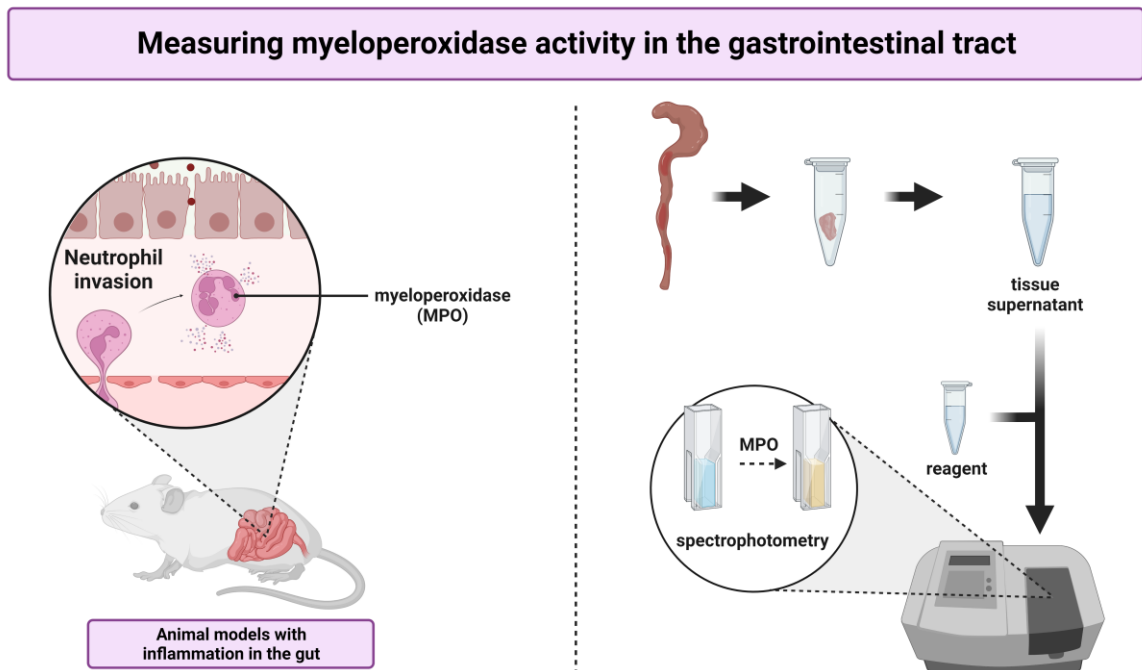 Measuring myeloperoxidase activity in the gastrointestinal tract
Neutrophil
invasion
myeloperoxidase
(MPO)
Animal models with
inflammation in the gut
tissue
supernatant
reagent
MPO
spectrophotometry